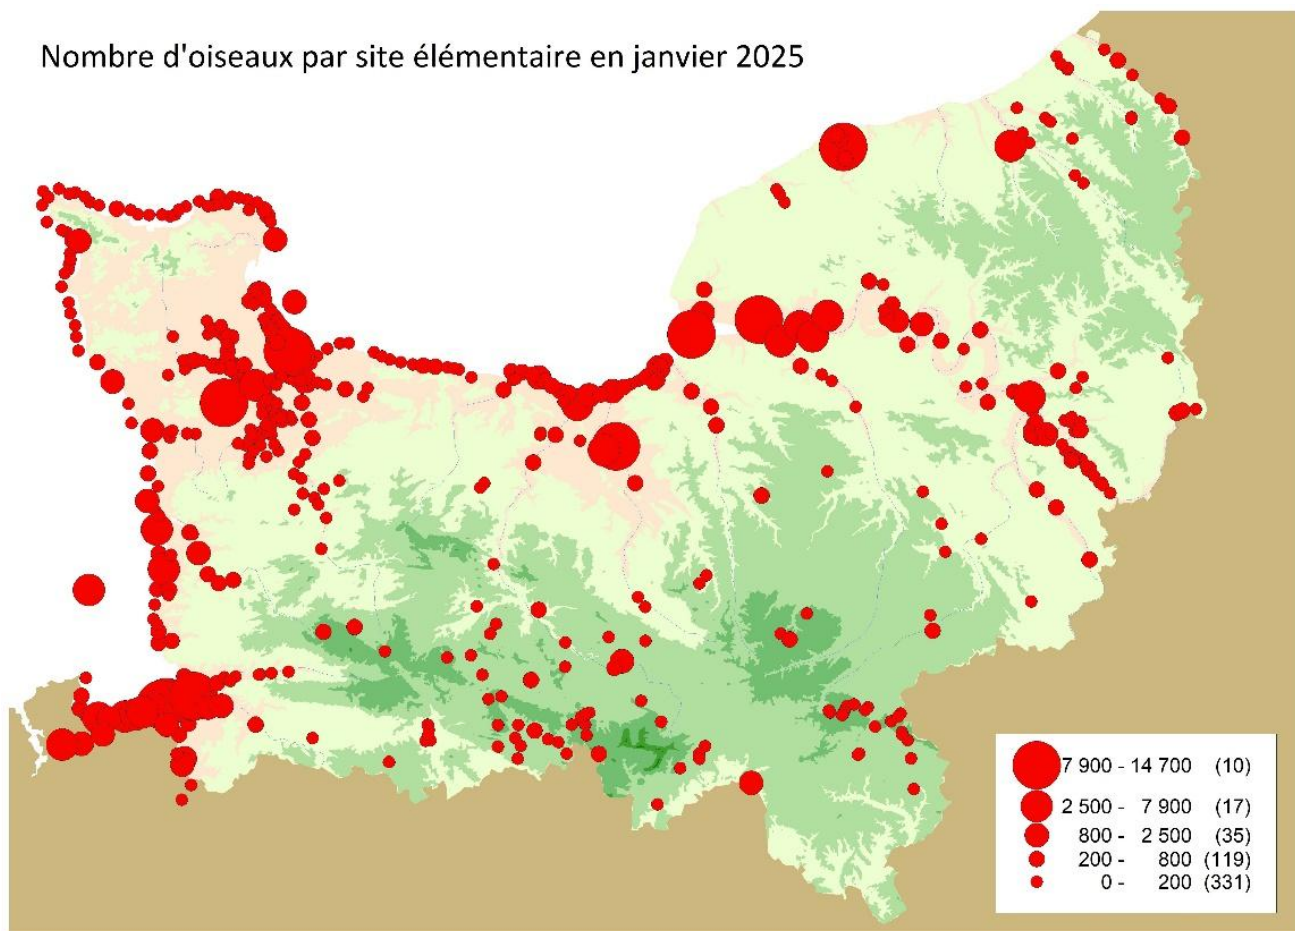 Nombre d'oiseaux par site élémentaire en janvier 2025
7 900 - 14 700 (10)
2 500 - 7 900 (17)
800 - 2 500 (35)
200 - 800 (119)
0 - 200 (331)